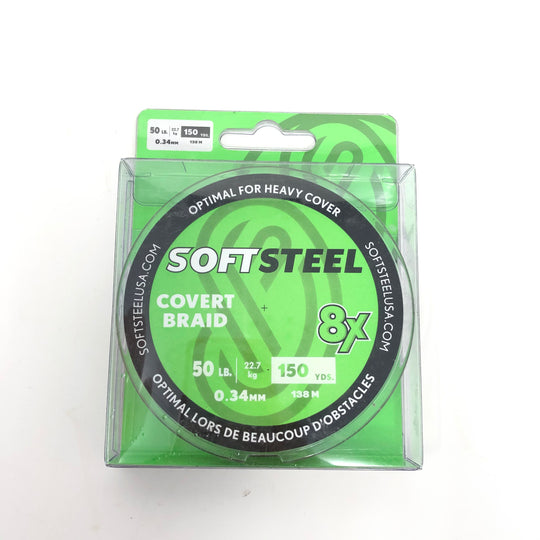 50 LB. 22.7 kg 150 YDS.
0.34MM 138 M
OPTIMAL FOR HEAVY COVER
SOFTSTEELUSA.COM
SOFTSTEELUSA.COM
SOFTSTEEL
COVERT
BRAID
8X
50 LB. 22.7 kg 150 YDS.
0.34MM 138 M
OPTIMAL LORS DE BEAUCOUP D'OBSTACLES